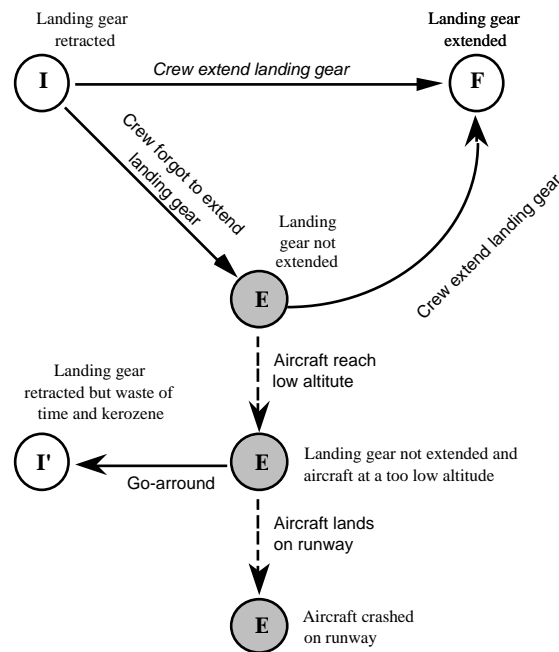 Landing gear
retracted
Landing gear
extended
I
Crew extend landing gear
F
Crew forgot to extend
landing gear
Landing
gear not
extended
E
Crew extend landing gear
Aircraft reach
low altitute
Landing gear
retracted but waste of
time and kerozene
I'
Go-arround
E
Landing gear not extended and
aircraft at a too low altitude
Aircraft lands
on runway
E
Aircraft crashed
on runway